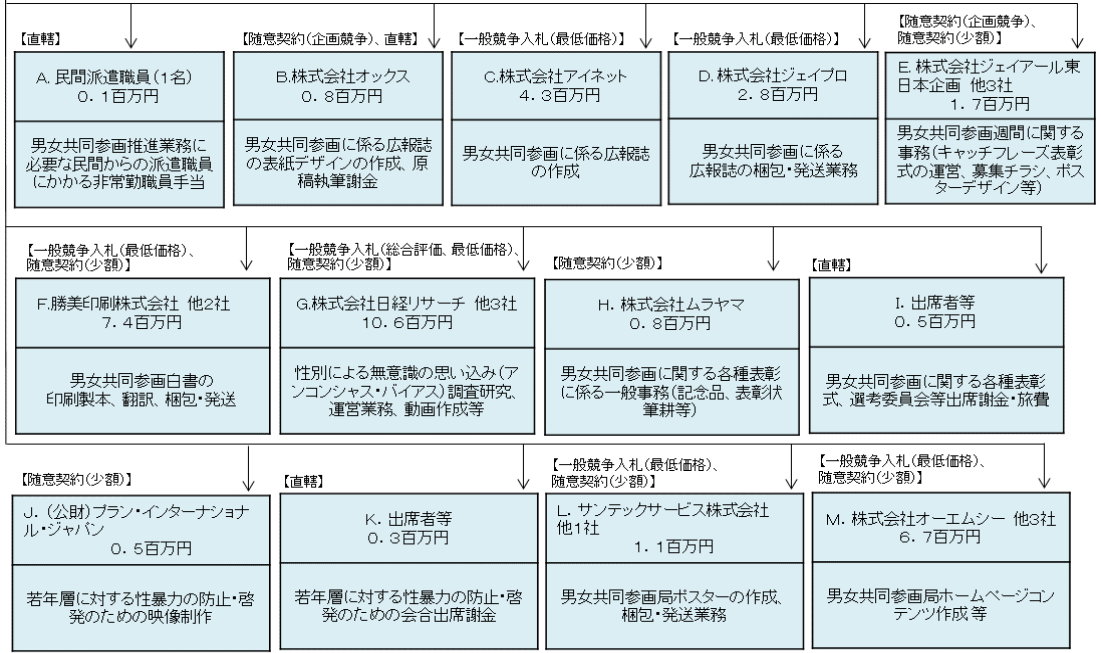 【直轄】
A. 民間派遣職員（1名）
0．1百万円
男女共同参画推進業務に
必要な民間からの派遣職員
にかかる非常勤職員手当
【随意契約（企画競争）、直轄】
B.株式会社オックス
0．8百万円
男女共同参画に係る広報誌
の表紙デザインの作成、原
稿執筆謝金
【一般競争入札（最低価格）】
C.株式会社アイネット
4．3百万円
男女共同参画に係る広報誌
の作成
【一般競争入札（最低価格）】
D．株式会社ジェイプロ
2．8百万円
男女共同参画に係る
広報誌の梱包・発送業務
【随意契約（企画競争）、
随意契約（少額）】
E．株式会社ジェイアール東
日本企画 他3社
1．7百万円
男女共同参画週間に関する
事務（キャッチフレーズ表彰
式の運営、募集チラシ、ポス
ターデザイン等）
【一般競争入札（最低価格）、
随意契約（少額）】
F.勝美印刷株式会社 他2社
7．4百万円
男女共同参画白書の
印刷製本、翻訳、梱包・発送
【一般競争入札（総合評価、最低価格）、
随意契約（少額）】
G.株式会社日経リサーチ 他3社
10．6百万円
性別による無意識の思い込み（ア
ンコンシャス・バイアス）調査研究、
運営業務、動画作成等
【随意契約（少額）】
H．株式会社ムラヤマ
0．8百万円
男女共同参画に関する各種表彰
に係る一般事務（記念品、表彰状
筆耕等）
【直轄】
I．出席者等
0．5百万円
男女共同参画に関する各種表彰
式、選考委員会等出席謝金・旅費
【随意契約（少額）】
J．（公財）プラン・インターナショ
ナル・ジャパン
0．5百万円
若年層に対する性暴力の防止・啓
発のための映像制作
【直轄】
K．出席者等
0．3百万円
若年層に対する性暴力の防止・啓
発のための会合出席謝金
【一般競争入札（最低価格）、
随意契約（少額）】
L．サンテックサービス株式会社
他1社
1．1百万円
男女共同参画局ポスターの作成、
梱包・発送業務
【一般競争入札（最低価格）、
随意契約（少額）】
M．株式会社オーエムシー 他3社
6．7百万円
男女共同参画局ホームページコン
テンツ作成 等